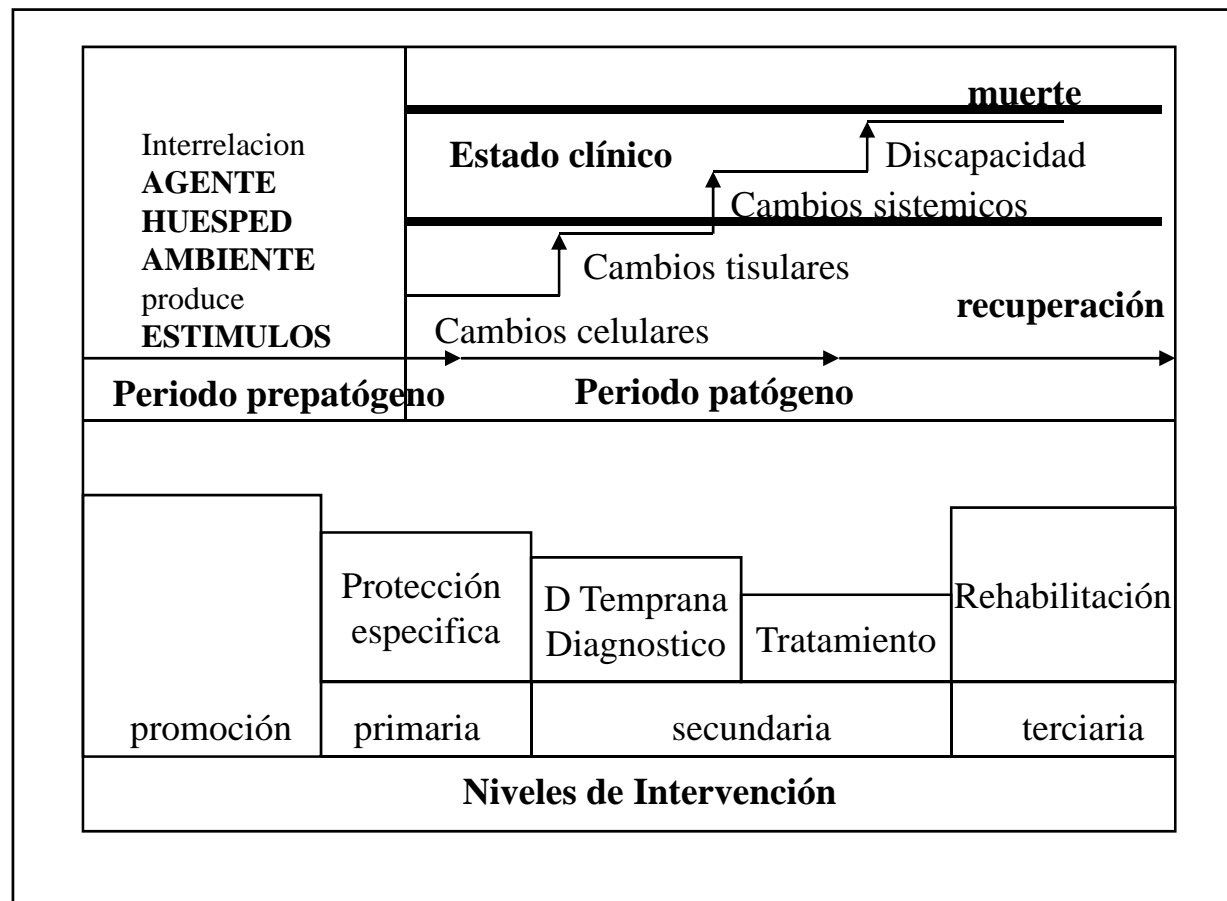 Interrelacion
AGENTE
HUESPED
AMBIENTE
produce
ESTIMULOS
muerte
Estado clínico
Discapacidad
Cambios sistemicos
Cambios tisulares
recuperación
Cambios celulares
Periodo prepatógeno
Periodo patógeno
Protección
especifica
D Temprana
Diagnostico
Tratamiento
Rehabilitación
promoción
primaria
secundaria
terciaria
Niveles de Intervención